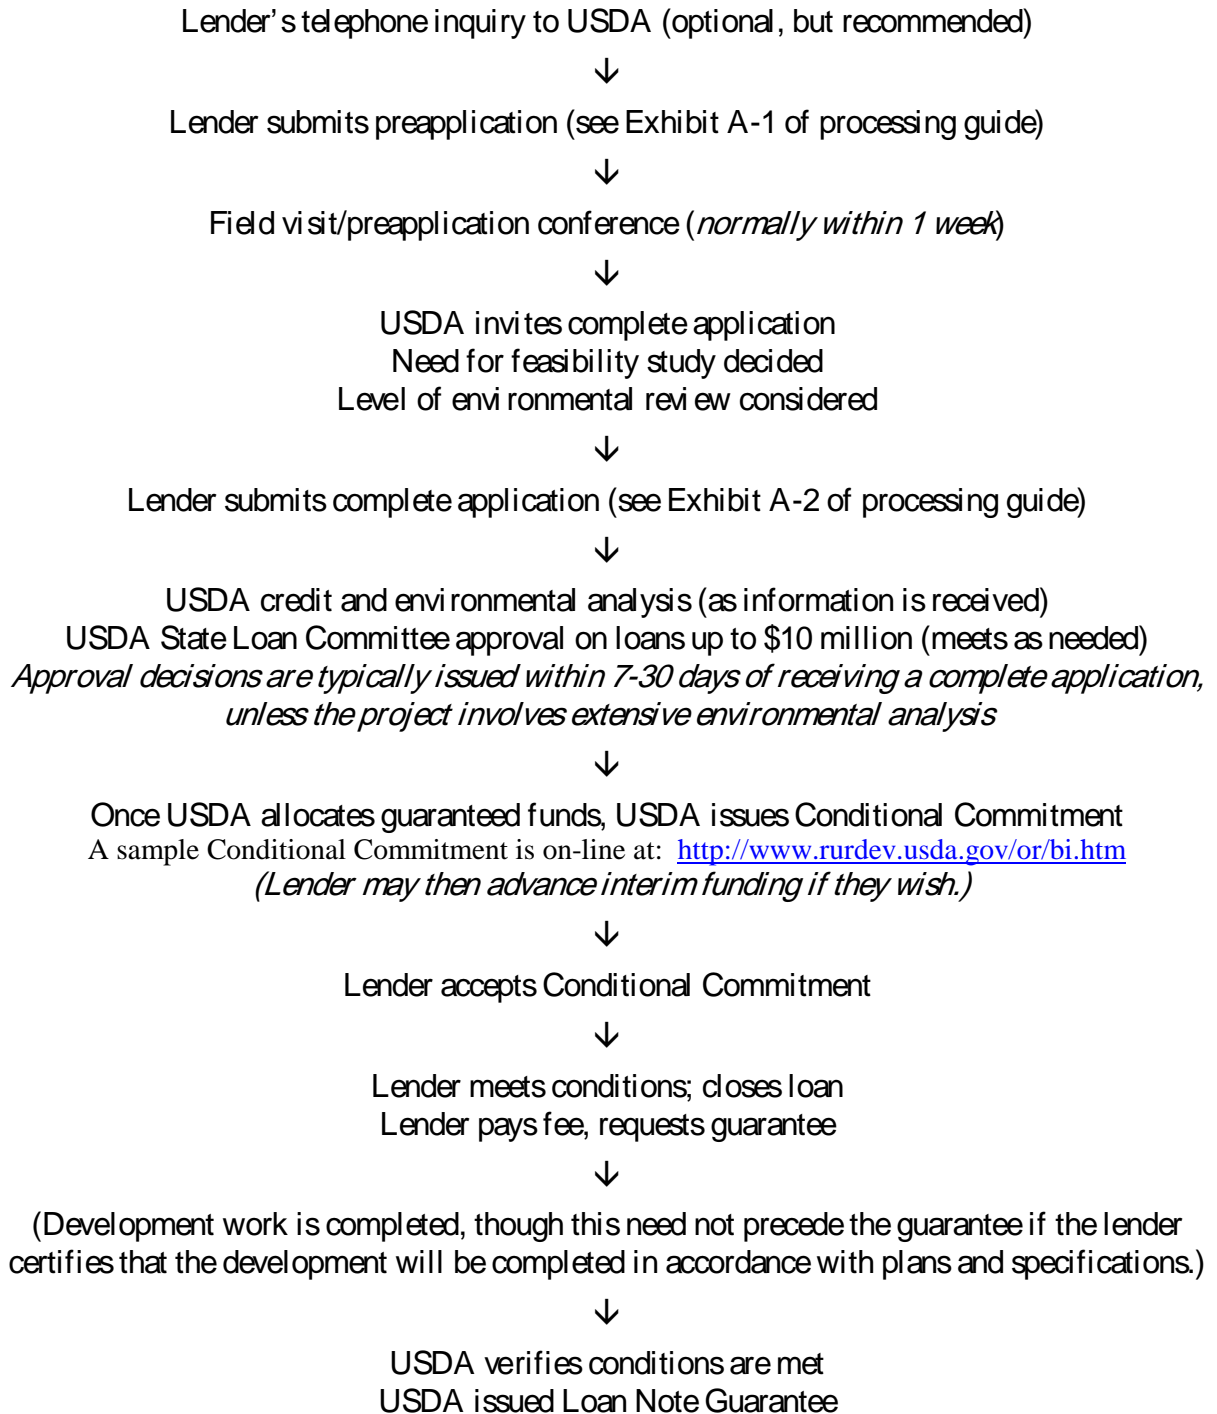 Lender's telephone inquiry to USDA (optional, but recommended)
↓
Lender submits preapplication (see Exhibit A-1 of processing guide)
↓
Field visit/preapplication conference (normally within 1 week)
↓
USDA invites complete application
Need for feasibility study decided
Level of environmental review considered
↓
Lender submits complete application (see Exhibit A-2 of processing guide)
↓
USDA credit and environmental analysis (as information is received)
USDA State Loan Committee approval on loans up to $10 million (meets as needed)
Approval decisions are typically issued within 7-30 days of receiving a complete application,
unless the project involves extensive environmental analysis
↓
Once USDA allocates guaranteed funds, USDA issues Conditional Commitment
A sample Conditional Commitment is on-line at: http://www.rurdev.usda.gov/or/bi.htm
(Lender may then advance interim funding if they wish.)
↓
Lender accepts Conditional Commitment
↓
Lender meets conditions; closes loan
Lender pays fee, requests guarantee
↓
(Development work is completed, though this need not precede the guarantee if the lender
certifies that the development will be completed in accordance with plans and specifications.)
↓
USDA verifies conditions are met
USDA issued Loan Note Guarantee